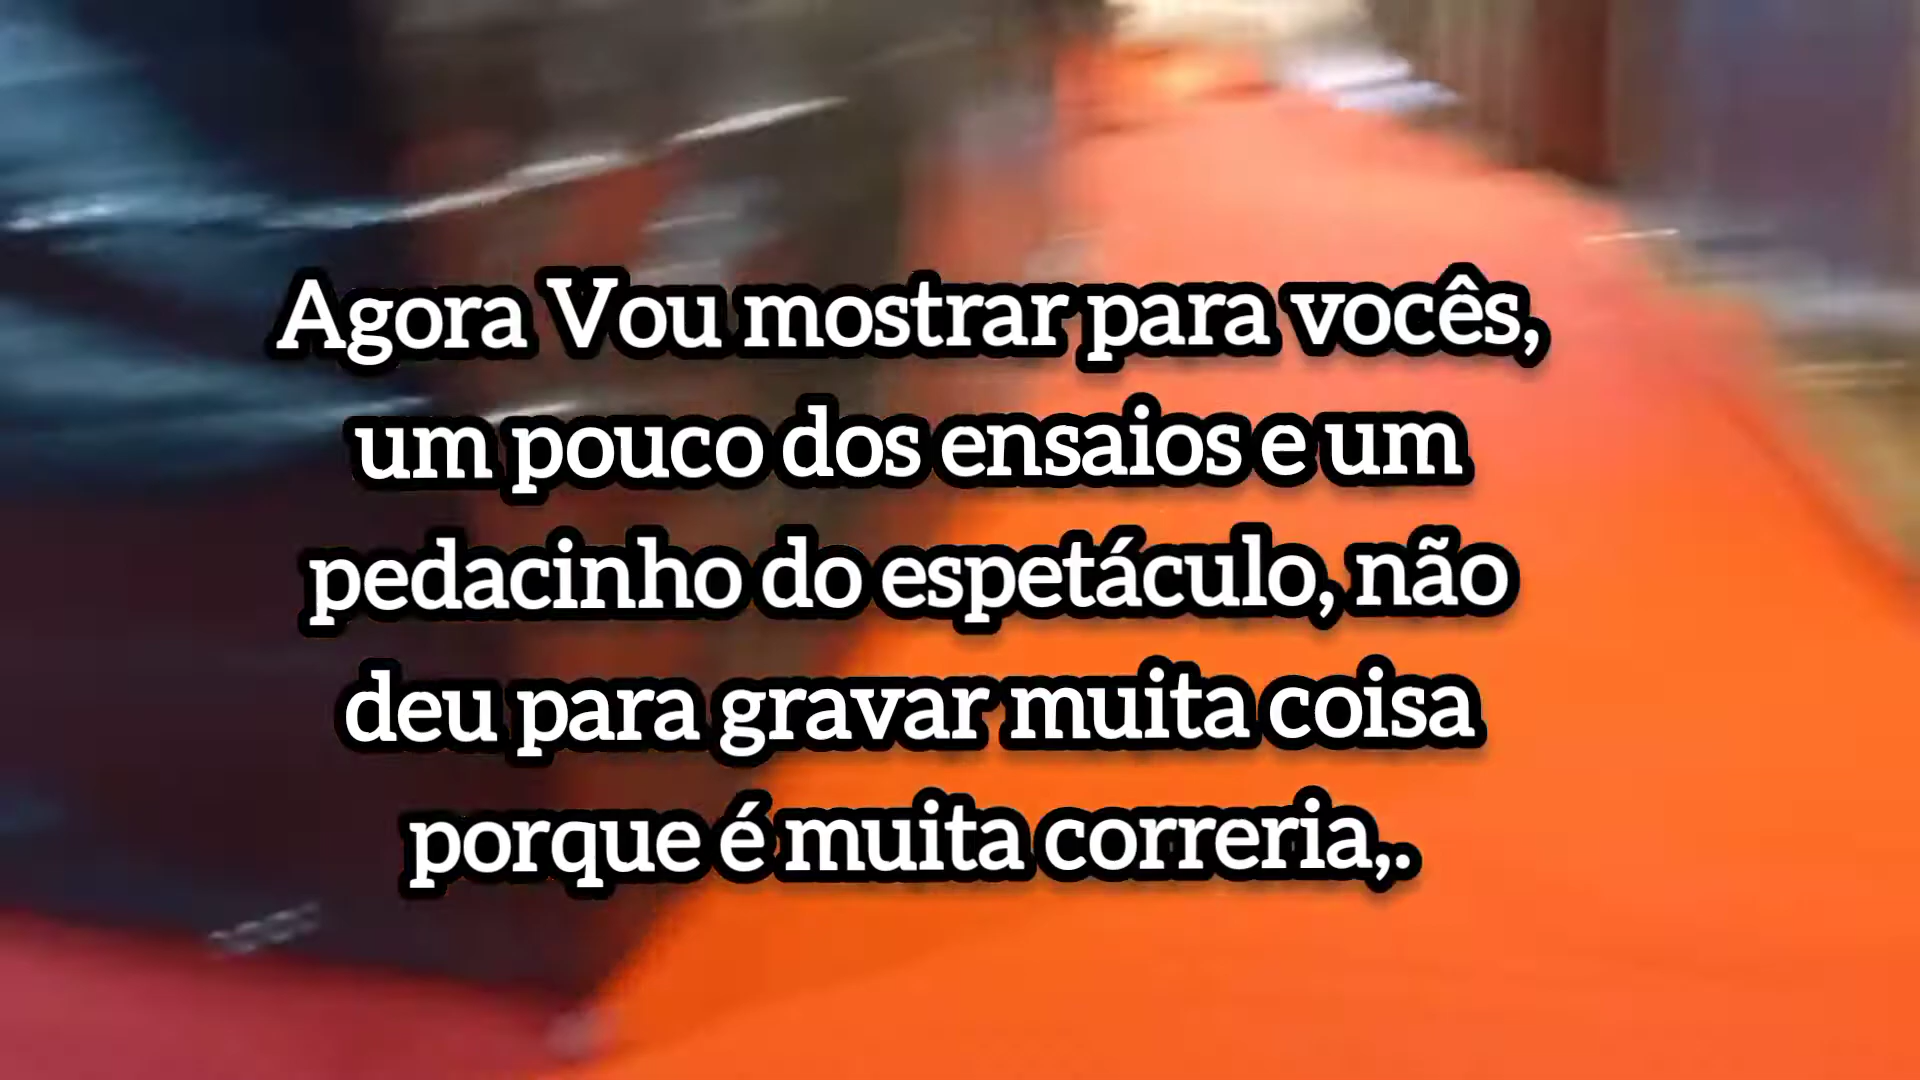 Agora Vou mostrar para vocês,
um pouco dos ensaios e um
pedacinho do espetáculo, não
deu para gravar muita coisa
porque é muita correria,.